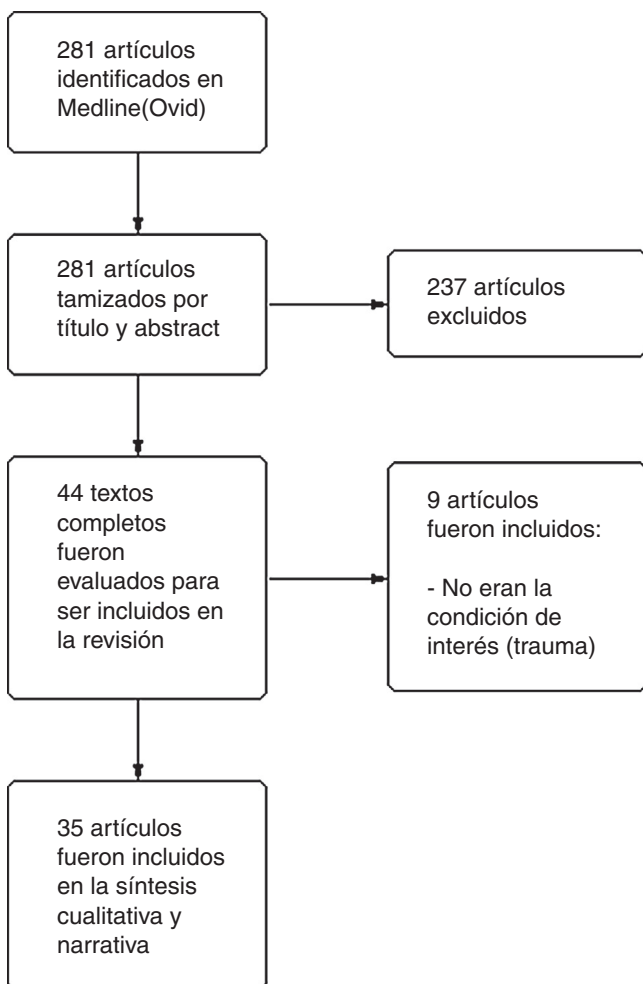 281 artículos
identificados en
Medline(Ovid)
281 artículos
tamizados por
título y abstract
237 artículos
excluidos
44 textos
completos
fueron
evaluados para
ser incluidos en
la revisión
9 artículos
fueron incluidos:
- No eran la
condición de
interés (trauma)
35 artículos
fueron incluidos
en la síntesis
cualitativa y
narrativa